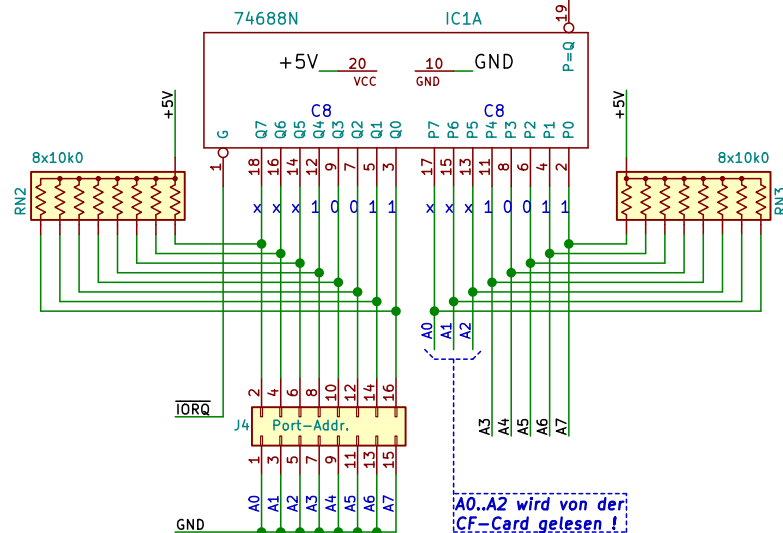 74688N IC1A 19
+5V 20 10 GND
VCC GND
P=Q
C8 C8
G Q7 Q6 Q5 Q4 Q3 Q2 Q1 Q0 P7 P6 P5 P4 P3 P2 P1 P0
1 18 16 14 12 9 7 5 3 17 15 13 11 8 6 4 2
+5V +5V
8x10k0 8x10k0
RN2 RN3
x x x 1 0 0 1 1 x x x 1 0 0 1 1
A0 A1 A2
A3 A4 A5 A6 A7
2 4 6 8 10 12 14 16
IORQ
J4 Port-Addr.
1 3 5 7 9 11 13 15
A0 A1 A2 A3 A4 A5 A6 A7
GND
A0..A2 wird von der
CF-Card gelesen !